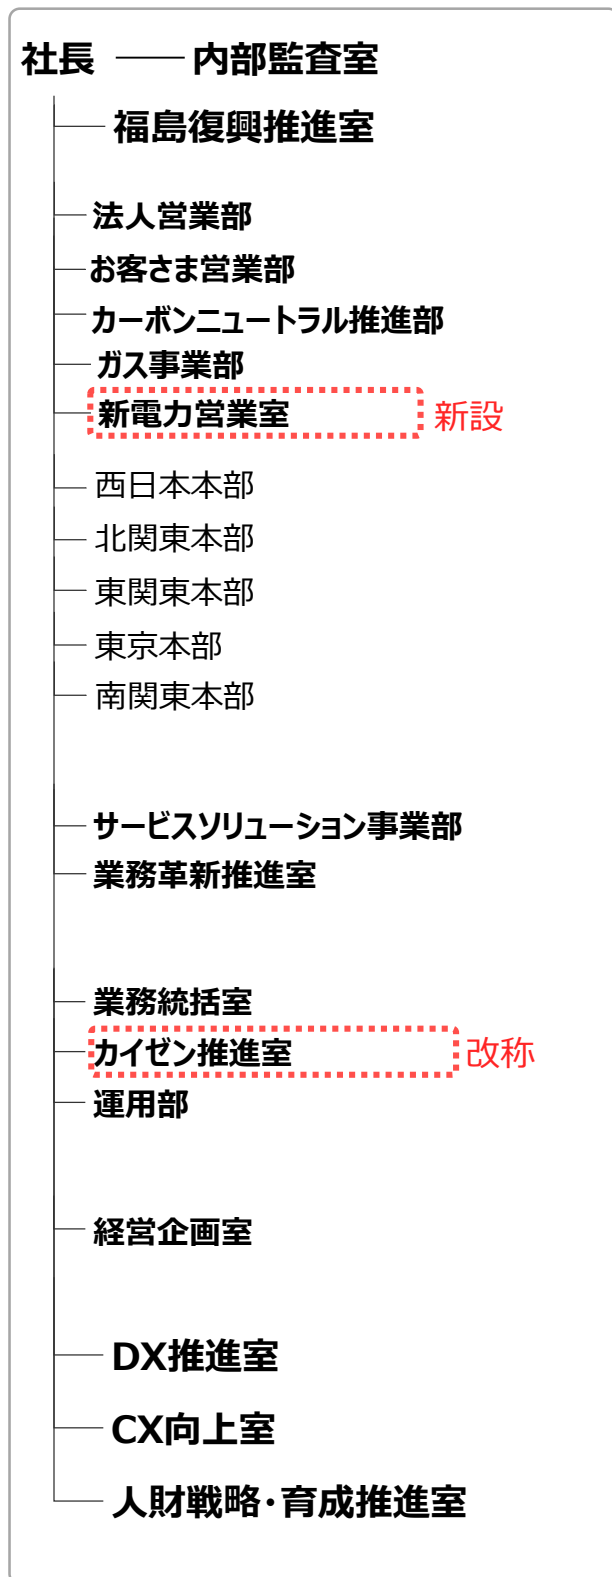 社長 内部監査室
福島復興推進室
法人営業部
お客さま営業部
カーボンニュートラル推進部
ガス事業部
新電力営業室 新設
西日本本部
北関東本部
東関東本部
東京本部
南関東本部
サービスソリューション事業部
業務革新推進室
業務統括室
カイゼン推進室 改称
運用部
経営企画室
DX推進室
CX向上室
人財戦略・育成推進室